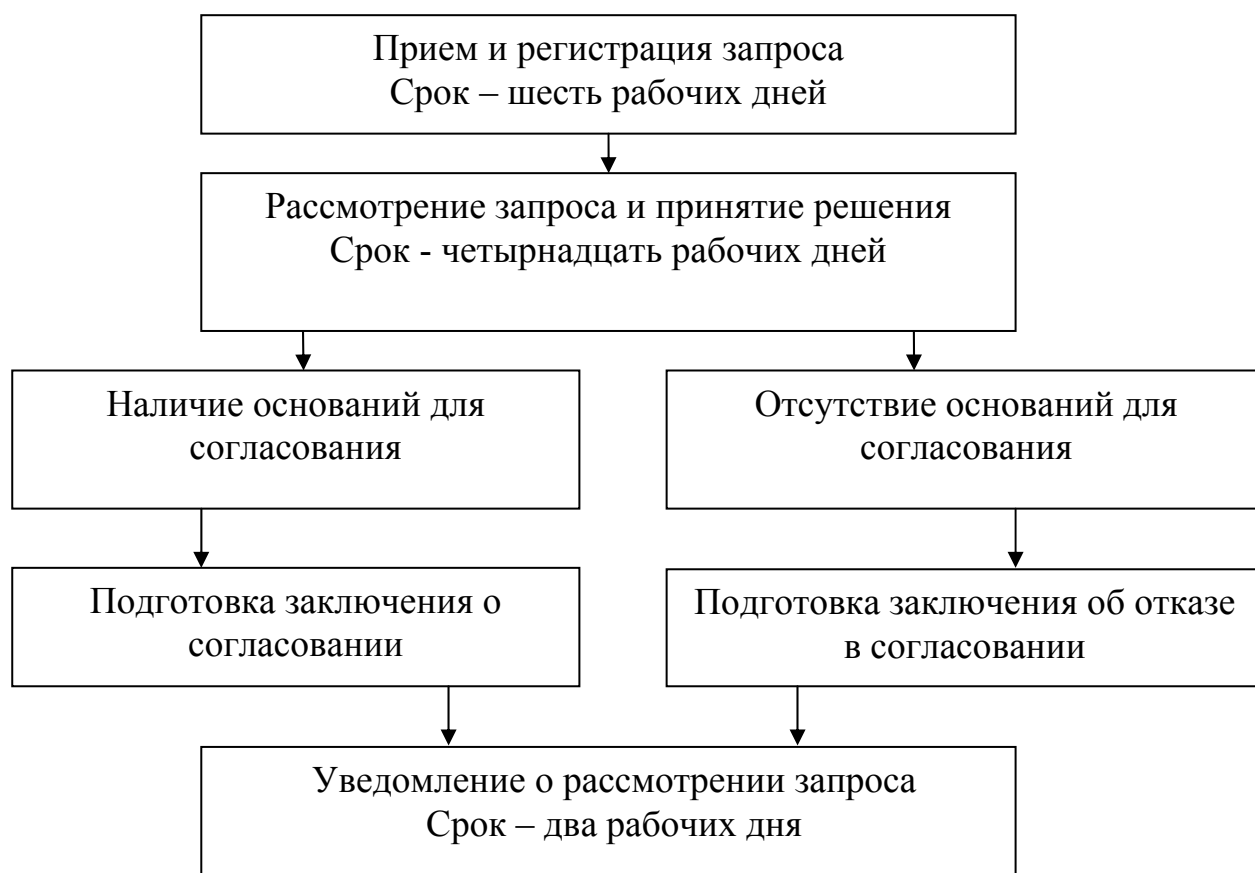 Прием и регистрация запроса
Срок – шесть рабочих дней
Рассмотрение запроса и принятие решения
Срок - четырнадцать рабочих дней
Наличие оснований для
согласования
Отсутствие оснований для
согласования
Подготовка заключения о
согласовании
Подготовка заключения об отказе
в согласовании
Уведомление о рассмотрении запроса
Срок – два рабочих дня